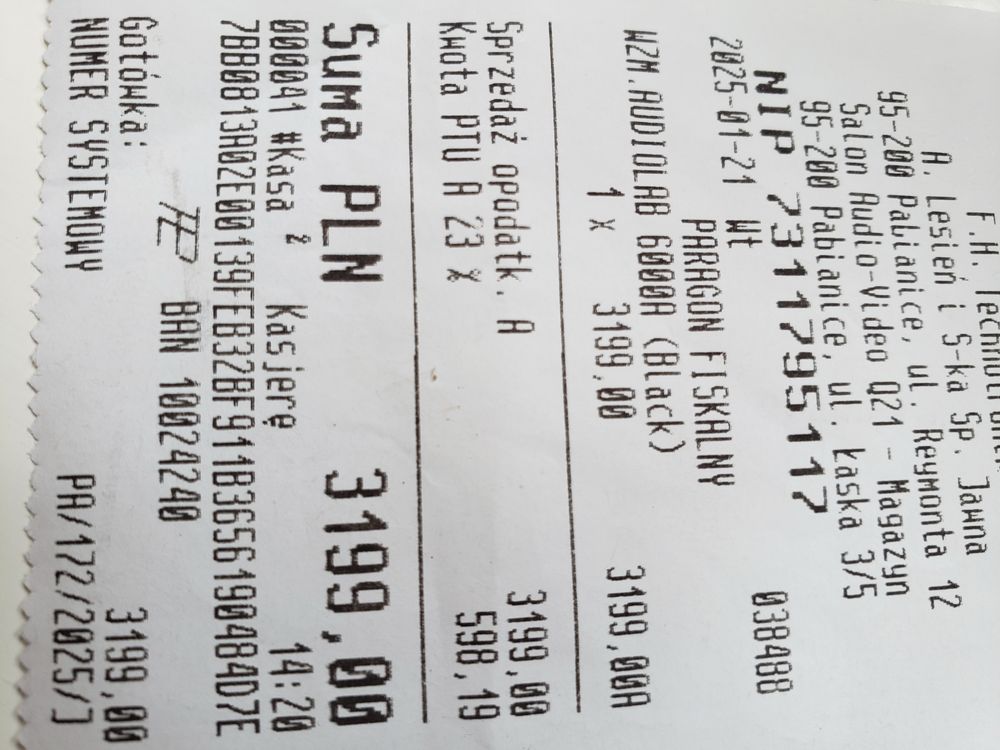 F.H. Technotronic
A. Lesień i S-ka Sp. Jawna
95-200 Pabianice, ul. Reymonta 12
Salon Audio-Video Q21 - Magazyn
95-200 Pabianice, ul. Łaska 3/5
NIP 7311795117
2025-01-21 Wt 038488
PARAGON FISKALNY
WZM.AUDIOLAB 6000A (Black)
1 x 3199,00 3199,00A
Sprzedaż opodatk. A 3199,00
Kwota PTU A 23 % 598,19
Suma PLN 3199,00
000041 #Kasa 2 Kasjerę 14:20
7BB0813A02E00139FEB32BF911B36561904B4D7E
BAN 10024240
Gotówka: 3199,00
NUMER SYSTEMOWY PA/172/2025/J